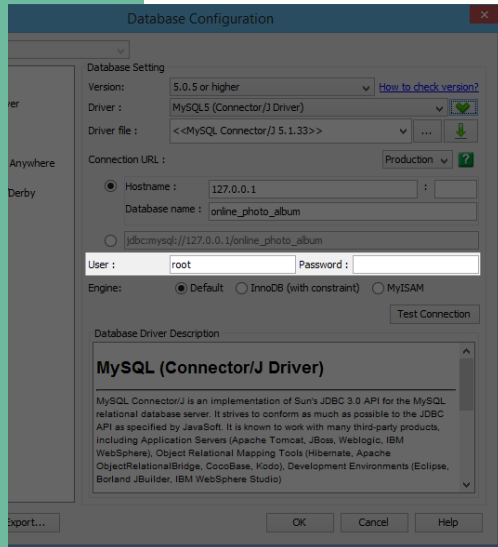 Database Configuration
Database Setting
Version: 5.0.5 or higher How to check version?
Driver : MySQL5 (Connector/J Driver)
Driver file : <<MySQL Connector/J 5.1.33>> ...
Connection URL : Production ?
Hostname : 127.0.0.1 :
Database name : online_photo_album
jdbc:mysql://127.0.0.1/online_photo_album
User : root Password :
Engine: Default InnoDB (with constraint) MyISAM
Test Connection
Anywhere
Derby
Database Driver Description
MySQL (Connector/J Driver)
MySQL Connector/J is an implementation of Sun's JDBC 3.0 API for the MySQL
relational database server. It strives to conform as much as possible to the JDBC
API as specified by JavaSoft. It is known to work with many third-party products,
including Application Servers (Apache Tomcat, JBoss, Weblogic, IBM
WebSphere), Object Relational Mapping Tools (Hibernate, Apache
ObjectRelationalBridge, CocoBase, Kodo), Development Environments (Eclipse,
Borland JBuilder, IBM WebSphere Studio)
Export... OK Cancel Help